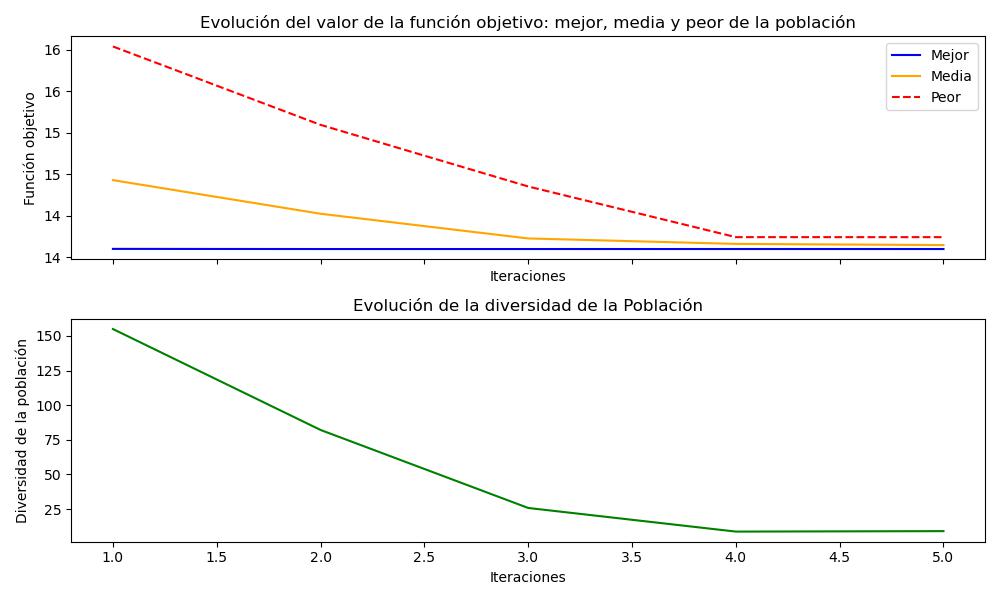 Evolución del valor de la función objetivo: mejor, media y peor de la población
Función objetivo
16
16
15
15
14
14
Mejor
Media
Peor
Iteraciones
Evolución de la diversidad de la Población
Diversidad de la población
150
125
100
75
50
25
1.0 1.5 2.0 2.5 3.0 3.5 4.0 4.5 5.0
Iteraciones